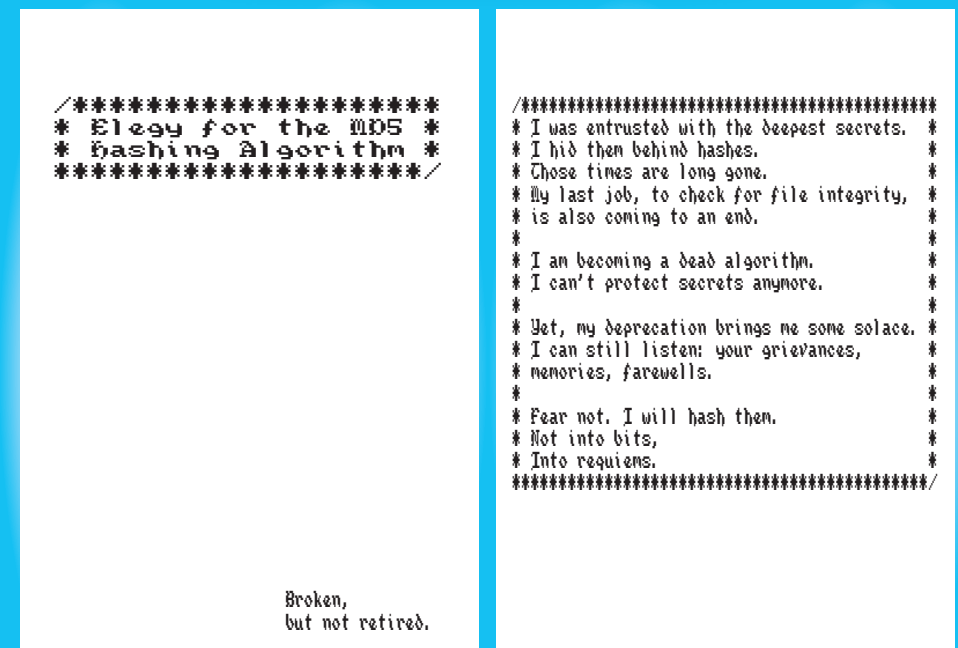 /********************
* Elegy for the MD5 *
* Hashing Algorithm *
********************/
Broken,
but not retired.
/*********************************************
* I was entrusted with the deepest secrets. *
* I hid them behind hashes. *
* Those times are long gone. *
* My last job, to check for file integrity, *
* is also coming to an end. *
* *
* I am becoming a dead algorithm. *
* I can't protect secrets anymore. *
* *
* Yet, my deprecation brings me some solace. *
* I can still listen: your grievances, *
* memories, farewells. *
* *
* Fear not. I will hash them. *
* Not into bits, *
* Into requiems. *
*********************************************/